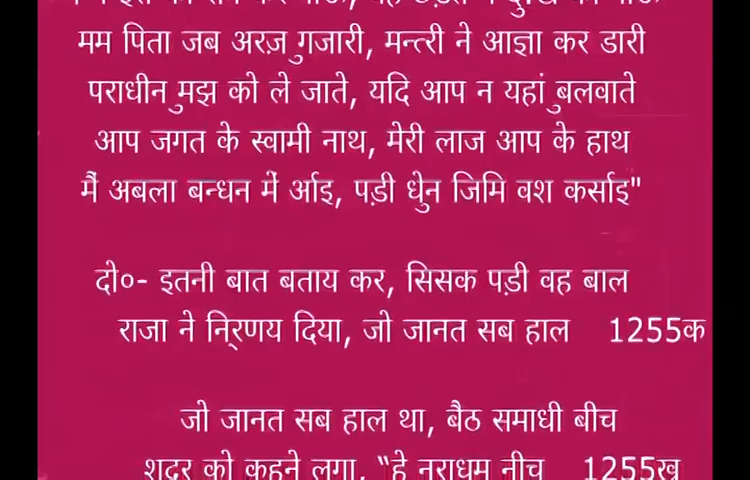 मम पिता जब अरज़ गुजारी, मन्त्री ने आज्ञा कर डारी
पराधीन मुझ को ले जाते, यदि आप न यहां बुलवाते
आप जगत के स्वामी नाथ, मेरी लाज आप के हाथ
मैं अबला बन्धन में आई, पड़ी धेनु जिमि वश कसाई"
दो०- इतनी बात बताय कर, सिसक पड़ी वह बाल
राजा ने निरणय दिया, जो जानत सब हाल 1255क
जो जानत सब हाल था, बैठ समाधी बीच
शूद्र को कहने लगा, "हे नराधम नीच 1255ख